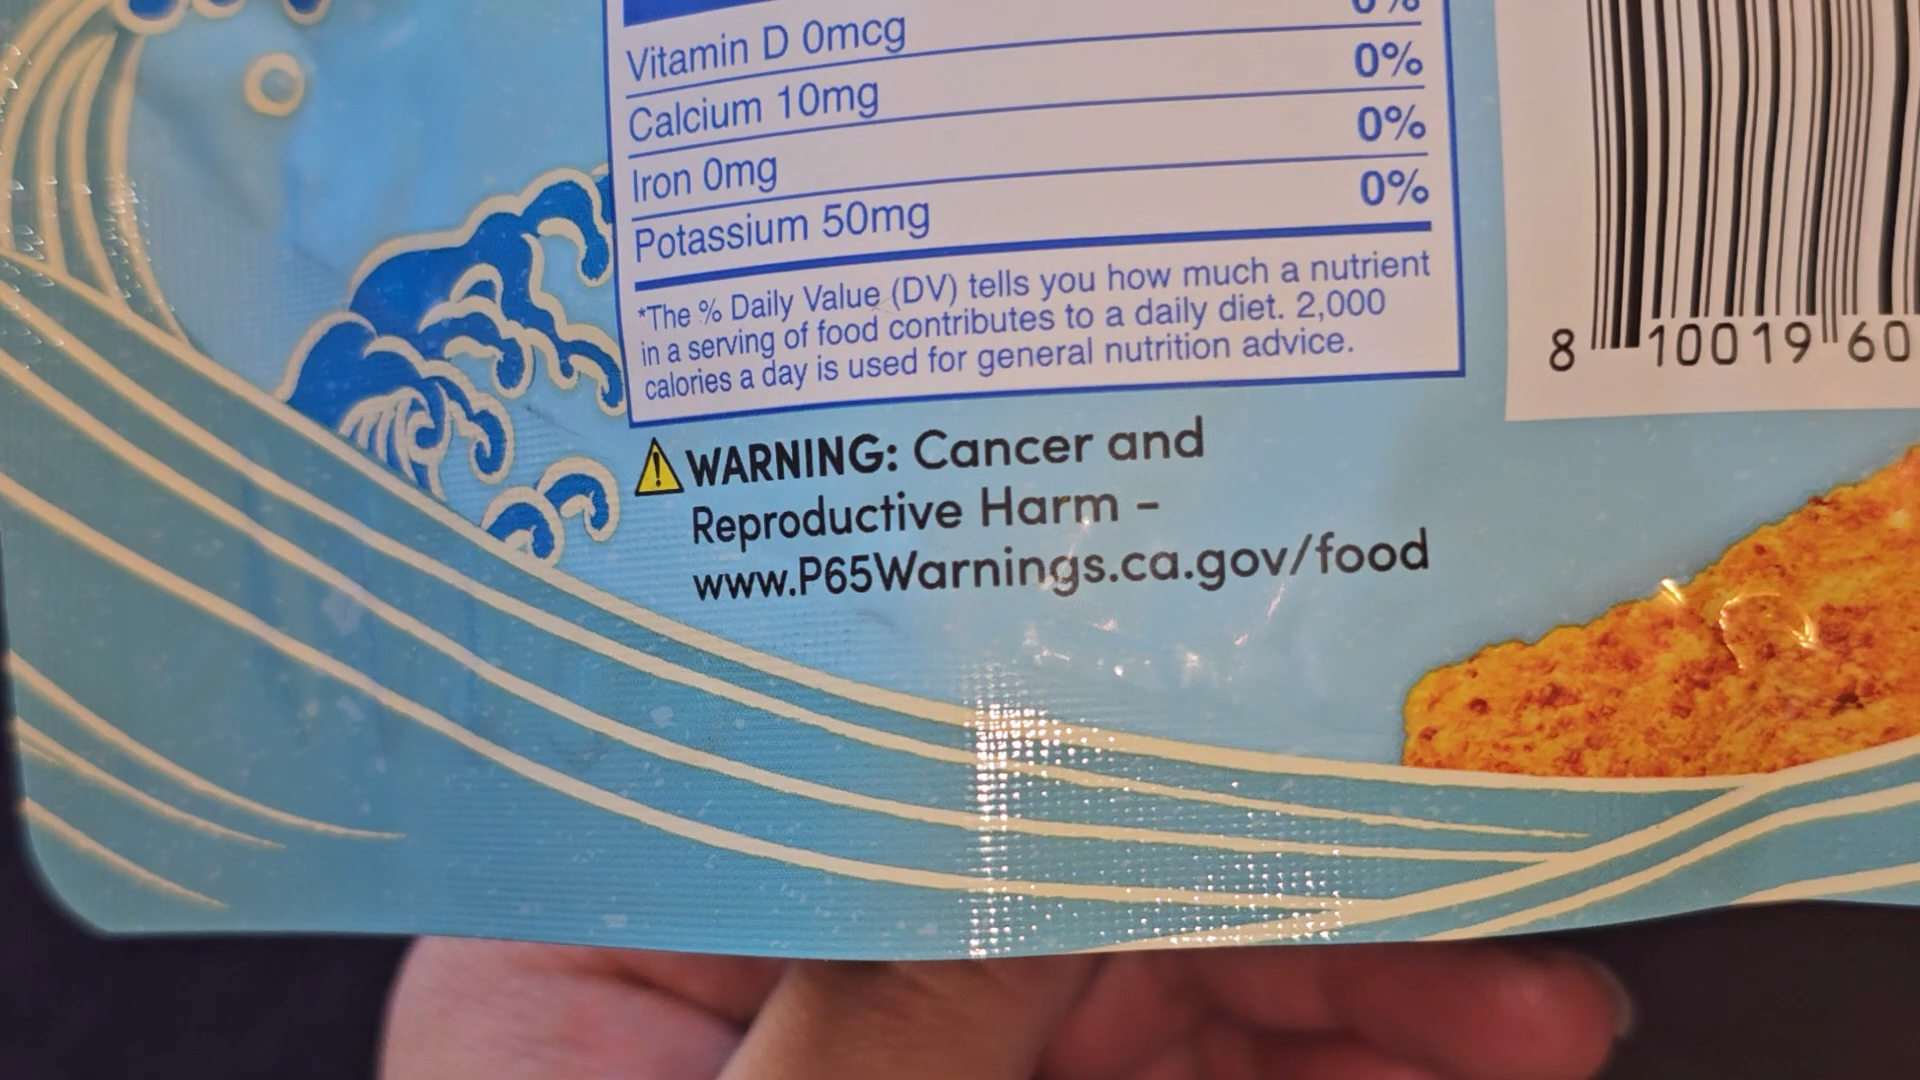 Vitamin D 0mcg 0%
Calcium 10mg 0%
Iron 0mg 0%
Potassium 50mg 0%
*The % Daily Value (DV) tells you how much a nutrient
in a serving of food contributes to a daily diet. 2,000
calories a day is used for general nutrition advice.
WARNING: Cancer and
Reproductive Harm –
www.P65Warnings.ca.gov/food
8 10019 60